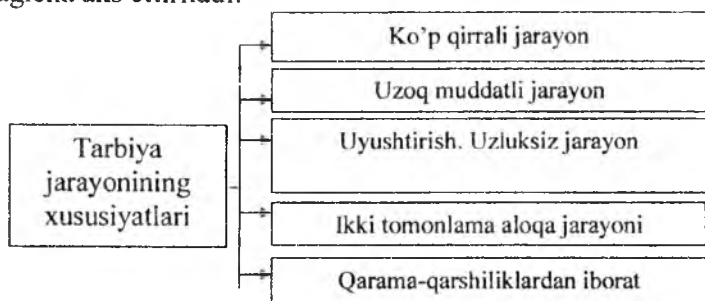 aks ettiriladi.
Ko’p qirrali jarayon
Uzoq muddatli jarayon
Uyushtirish. Uzluksiz jarayon
Tarbiya
jarayonining
xususiyatlari
Ikki tomonlama aloqa jarayoni
Qarama-qarshiliklardan iborat